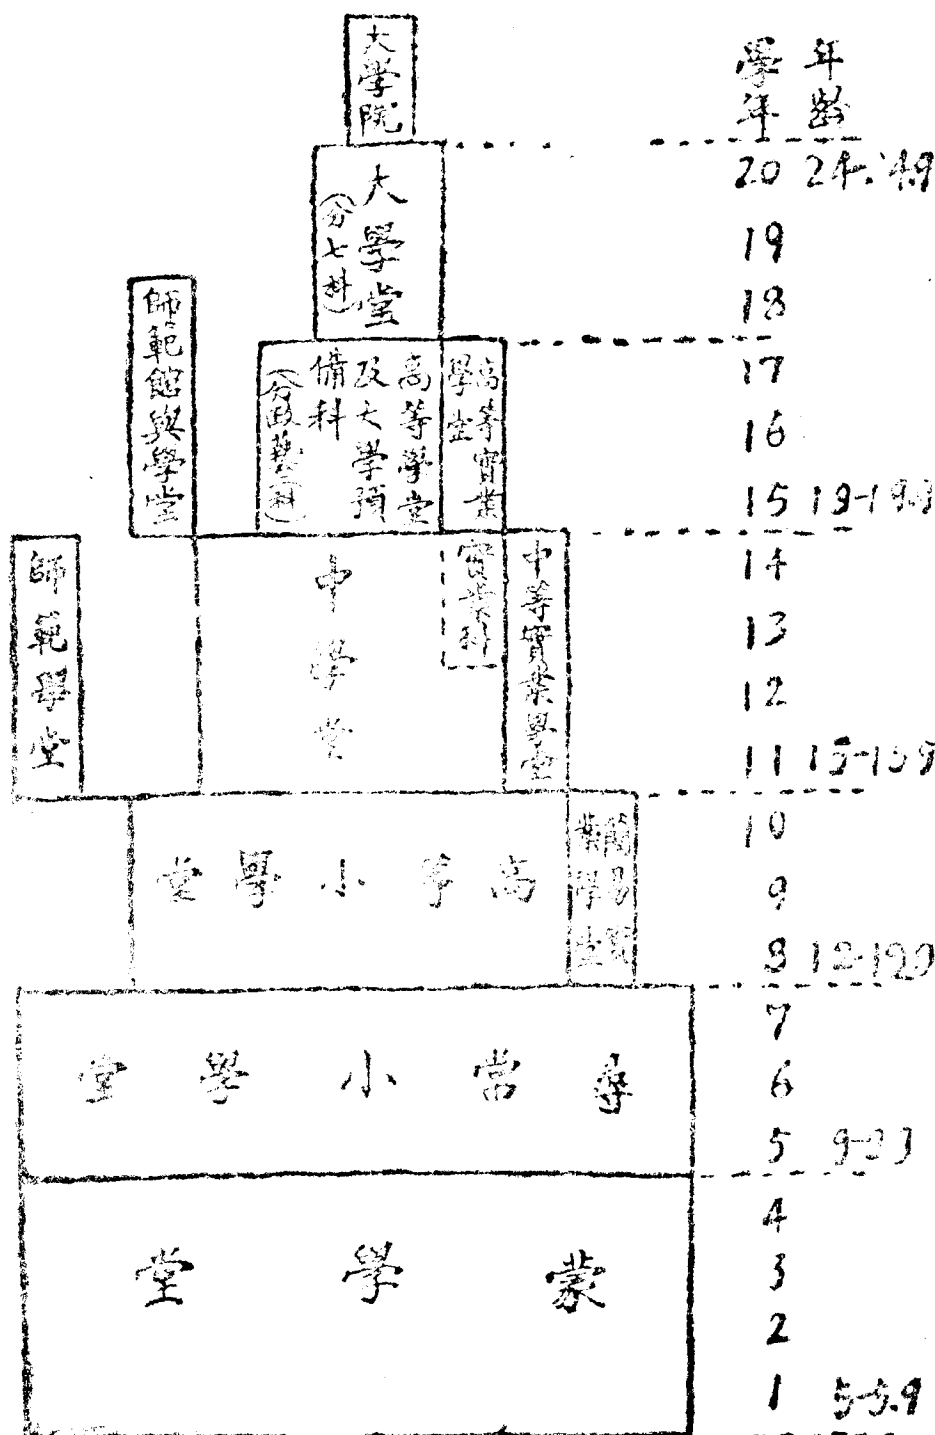 大學院
學年 年齡
大學堂
(分七科)
20 24-24.9
19
18
師範館與學堂
高等學堂
及大學預
備科
(分政藝二科)
高等實業
學堂
17
16
15 19-19.9
師範學堂
中學堂
實業科
中等實業學堂
14
13
12
11 15-15.9
高等小學堂
簡易實
業學堂
10
9
8 12-12.9
尋常小學堂
7
6
5
蒙學堂
4
3
2
1 5-5.9